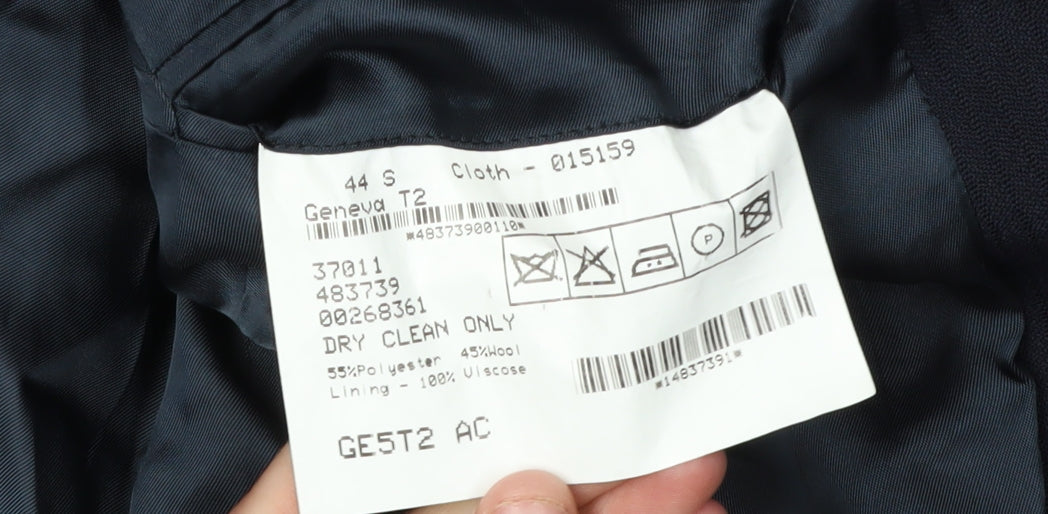 44 S Cloth - 015159
Geneva T2
*48373900110*
37011
483739
00268361
DRY CLEAN ONLY
55%Polyester 45%Wool
Lining - 100% Viscose
P
*14837391*
GE5T2 AC